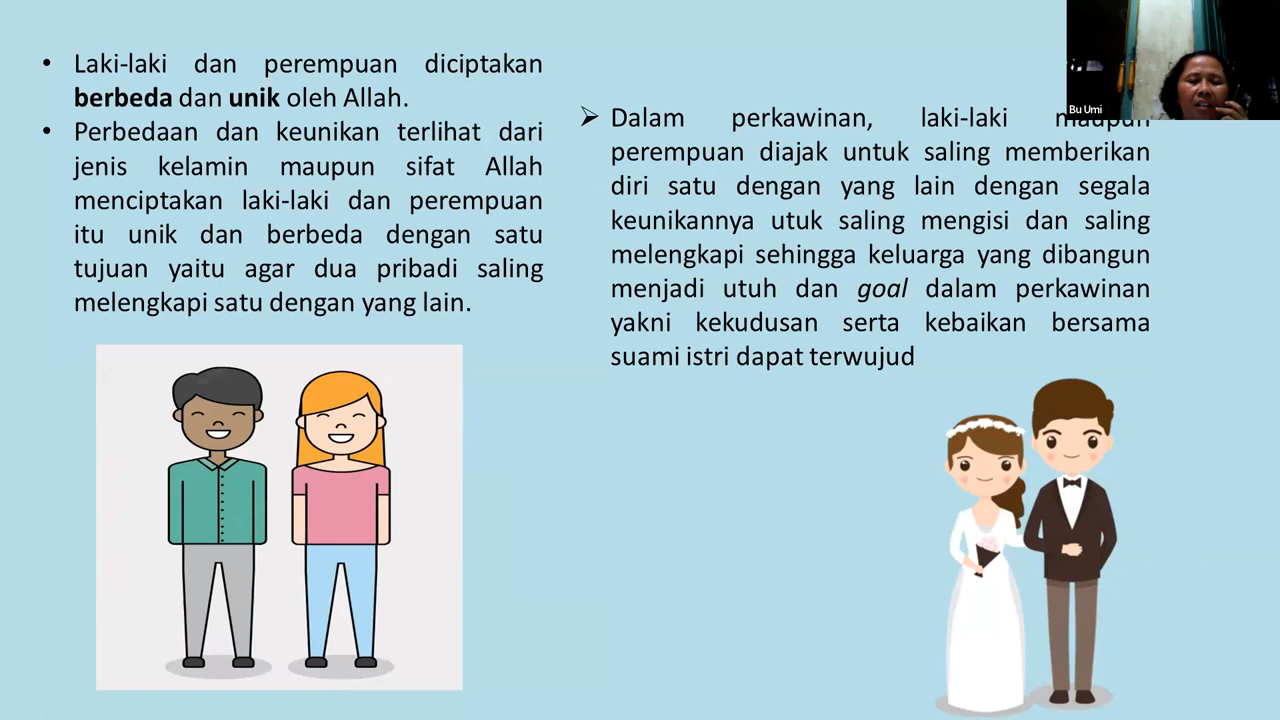 • Laki-laki dan perempuan diciptakan
berbeda dan unik oleh Allah.
• Perbedaan dan keunikan terlihat dari
jenis kelamin maupun sifat Allah
menciptakan laki-laki dan perempuan
itu unik dan berbeda dengan satu
tujuan yaitu agar dua pribadi saling
melengkapi satu dengan yang lain.
➢ Dalam perkawinan, laki-laki maupun
perempuan diajak untuk saling memberikan
diri satu dengan yang lain dengan segala
keunikannya utuk saling mengisi dan saling
melengkapi sehingga keluarga yang dibangun
menjadi utuh dan goal dalam perkawinan
yakni kekudusan serta kebaikan bersama
suami istri dapat terwujud
Bu Umi